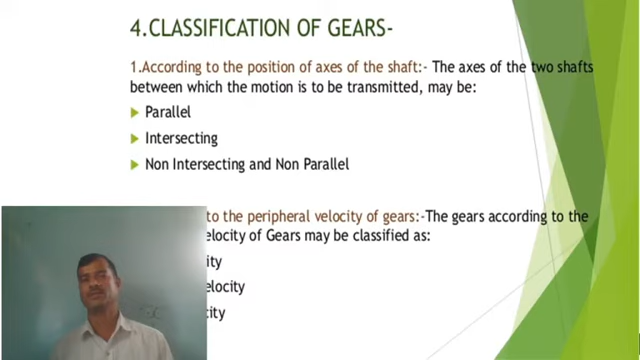 4.CLASSIFICATION OF GEARS-
1.According to the position of axes of the shaft:- The axes of the two shafts
between which the motion is to be transmitted, may be:
Parallel
Intersecting
Non Intersecting and Non Parallel
to the peripheral velocity of gears:-The gears according to the
elocity of Gears may be classified as:
ity
elocity
city